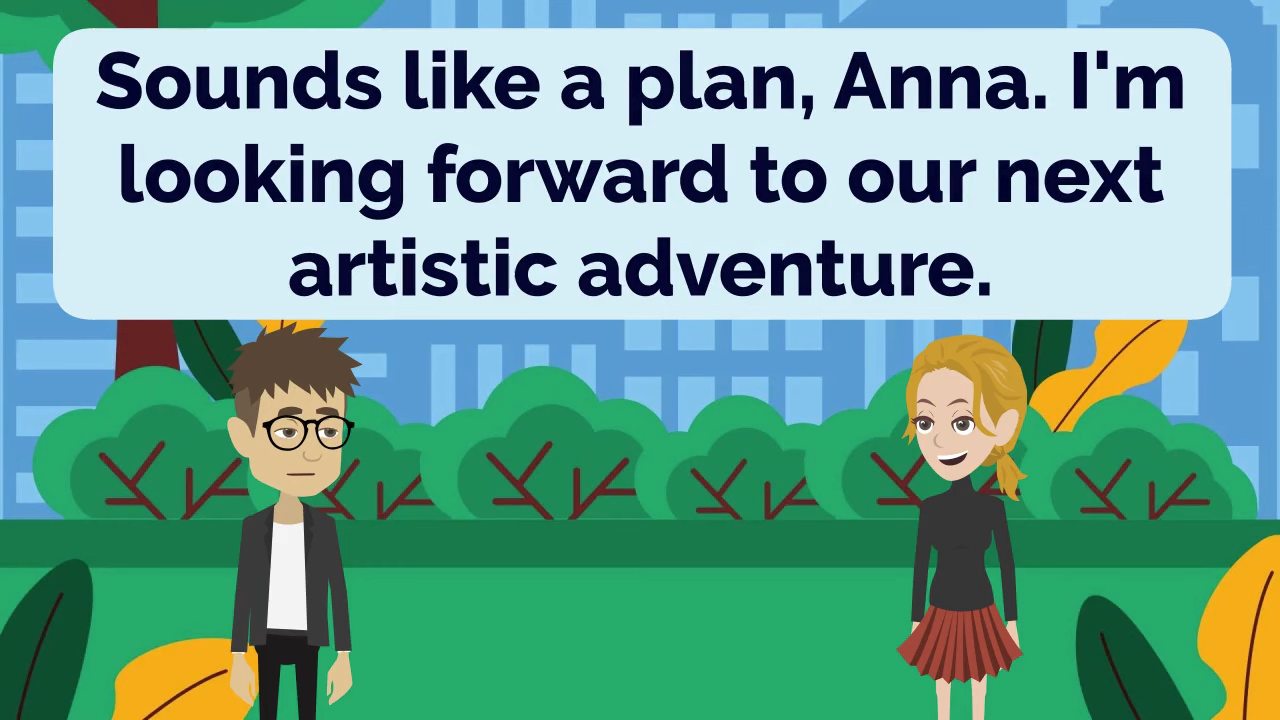 Sounds like a plan, Anna. I'm
looking forward to our next
artistic adventure.